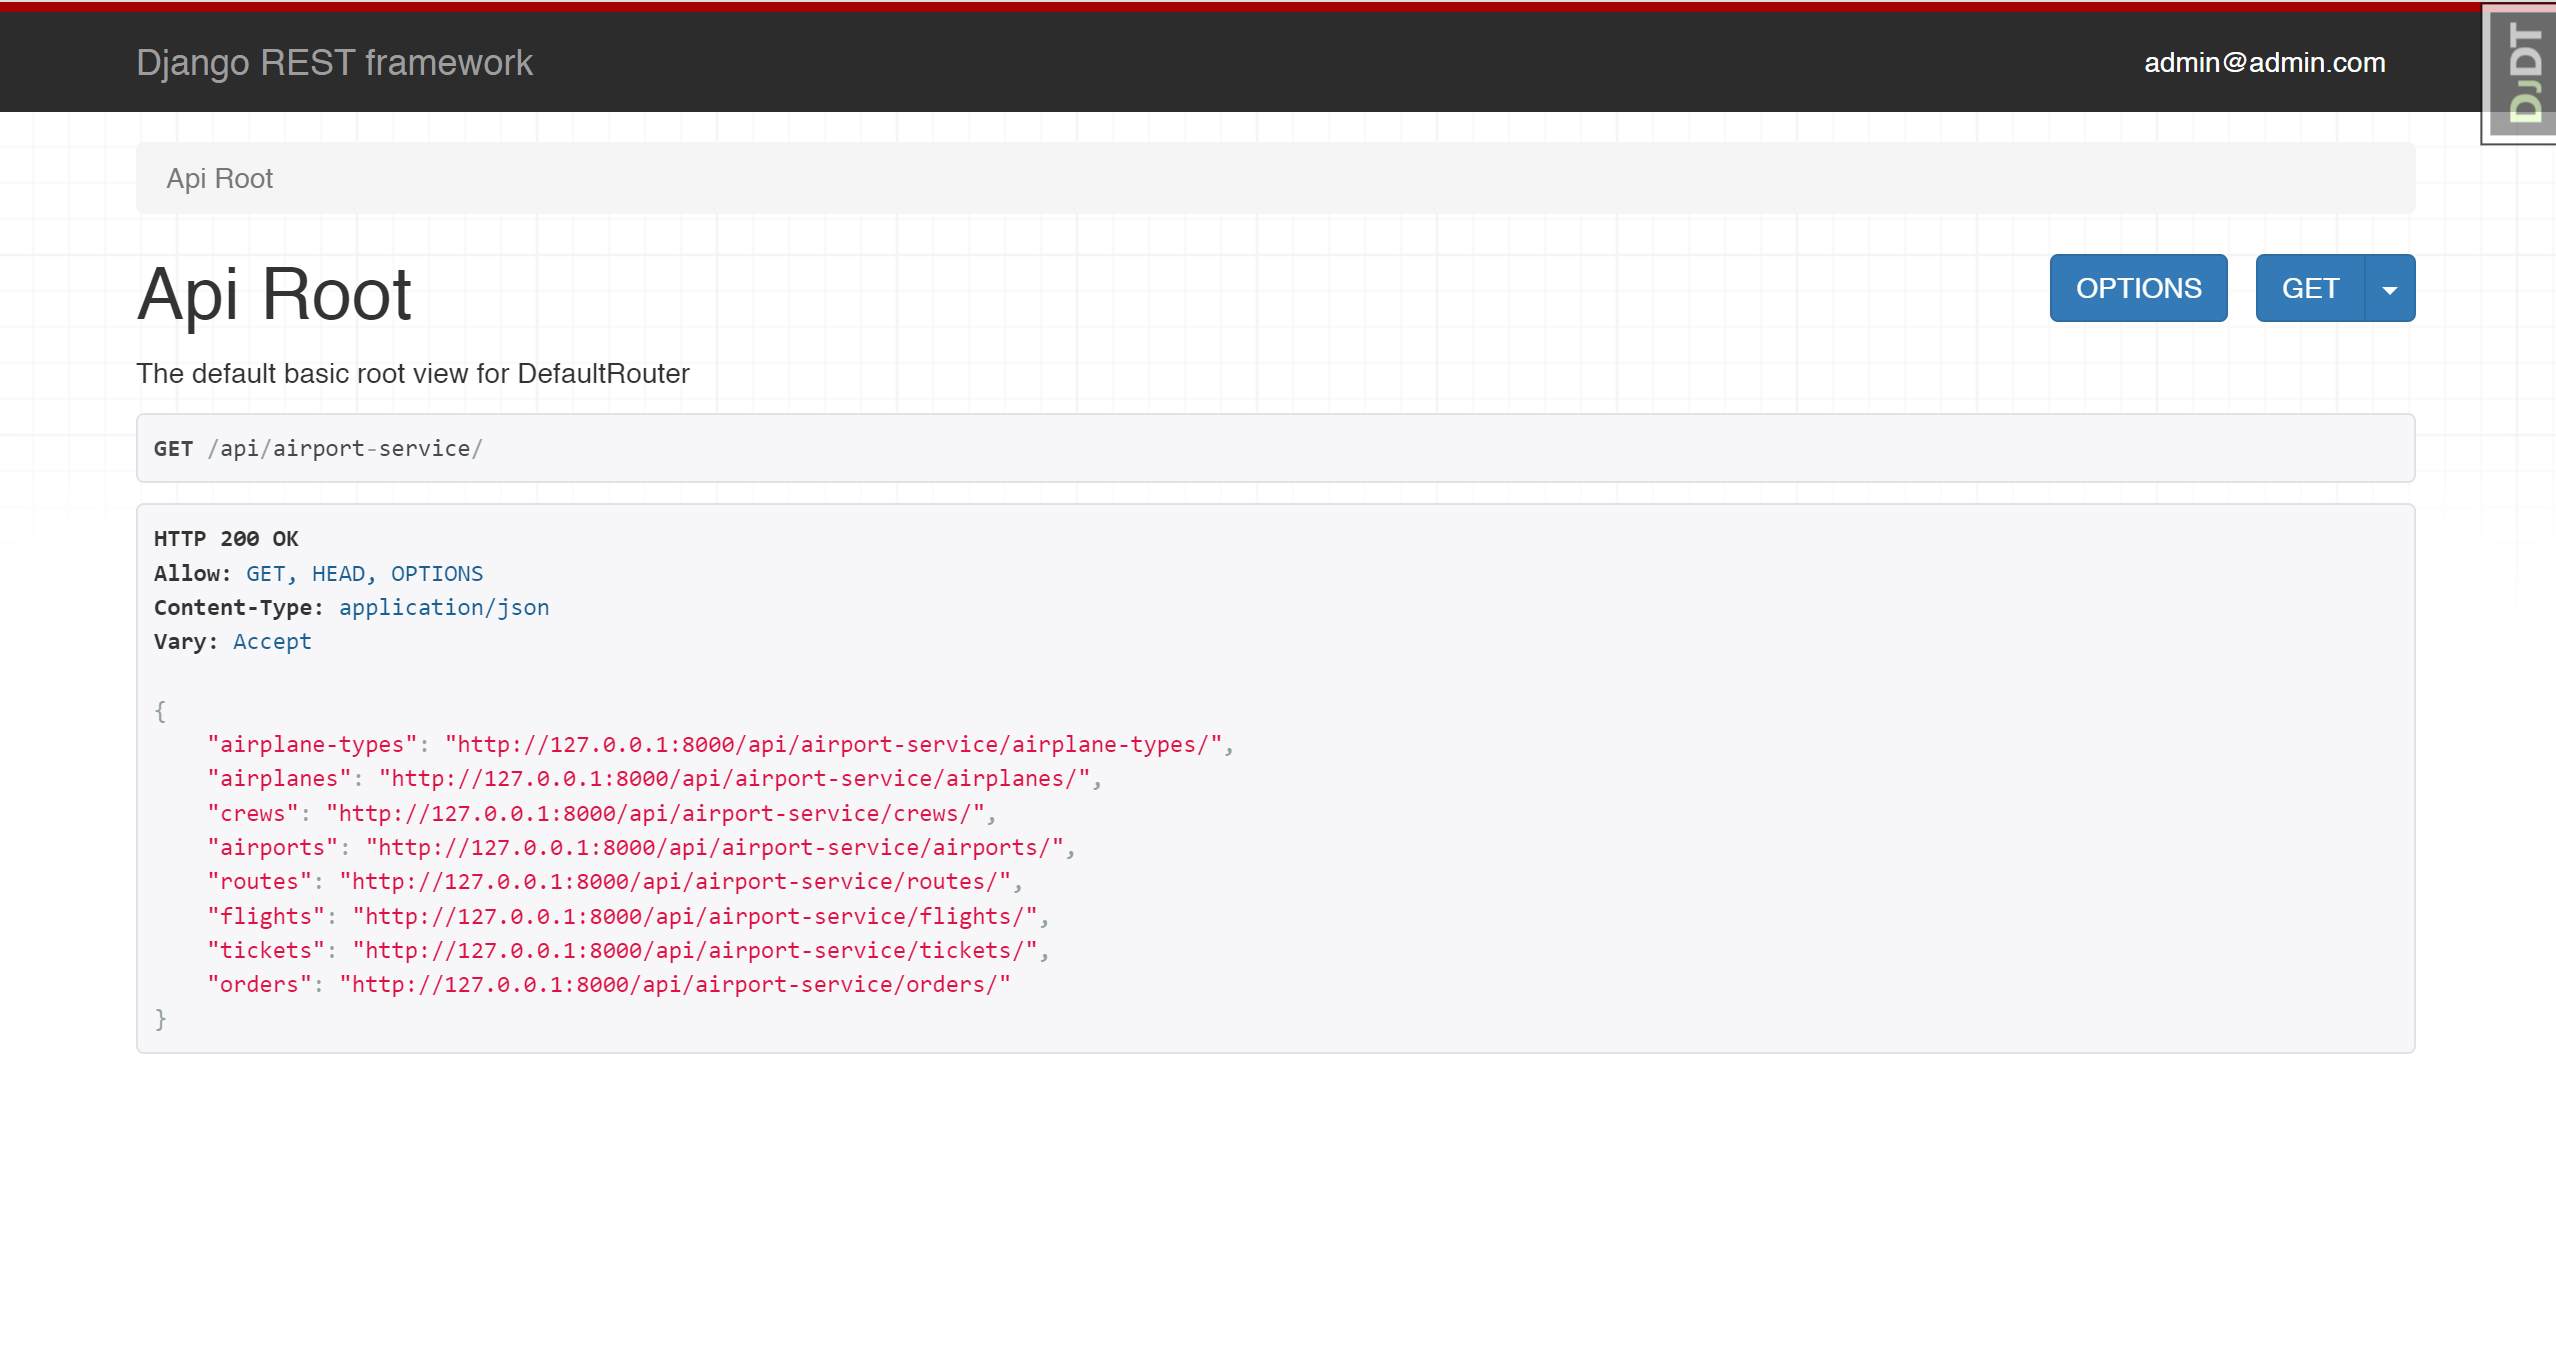 Django REST framework
admin@admin.com
DJDT
Api Root
Api Root
OPTIONS
GET
The default basic root view for DefaultRouter
GET /api/airport-service/
HTTP 200 OK
Allow: GET, HEAD, OPTIONS
Content-Type: application/json
Vary: Accept
{
    "airplane-types": "http://127.0.0.1:8000/api/airport-service/airplane-types/",
    "airplanes": "http://127.0.0.1:8000/api/airport-service/airplanes/",
    "crews": "http://127.0.0.1:8000/api/airport-service/crews/",
    "airports": "http://127.0.0.1:8000/api/airport-service/airports/",
    "routes": "http://127.0.0.1:8000/api/airport-service/routes/",
    "flights": "http://127.0.0.1:8000/api/airport-service/flights/",
    "tickets": "http://127.0.0.1:8000/api/airport-service/tickets/",
    "orders": "http://127.0.0.1:8000/api/airport-service/orders/"
}